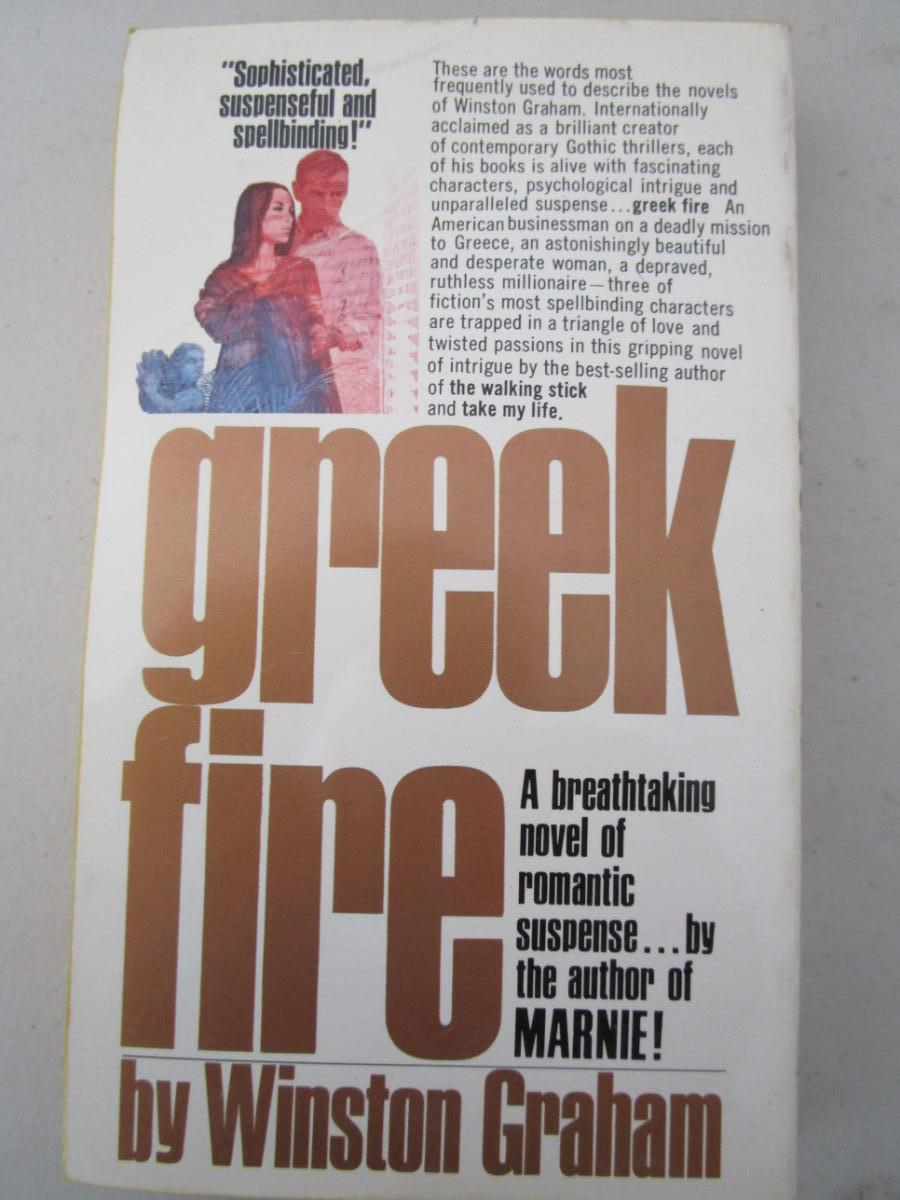 "Sophisticated,
suspenseful and
spellbinding!"
These are the words most
frequently used to describe the novels
of Winston Graham. Internationally
acclaimed as a brilliant creator
of contemporary Gothic thrillers, each
of his books is alive with fascinating
characters, psychological intrigue and
unparalleled suspense...greek fire An
American businessman on a deadly mission
to Greece, an astonishingly beautiful
and desperate woman, a depraved,
ruthless millionaire—three of
fiction's most spellbinding characters
are trapped in a triangle of love and
twisted passions in this gripping novel
of intrigue by the best-selling author
of the walking stick
and take my life.
greek
fire
A breathtaking
novel of
romantic
suspense...by
the author of
MARNIE!
by Winston Graham